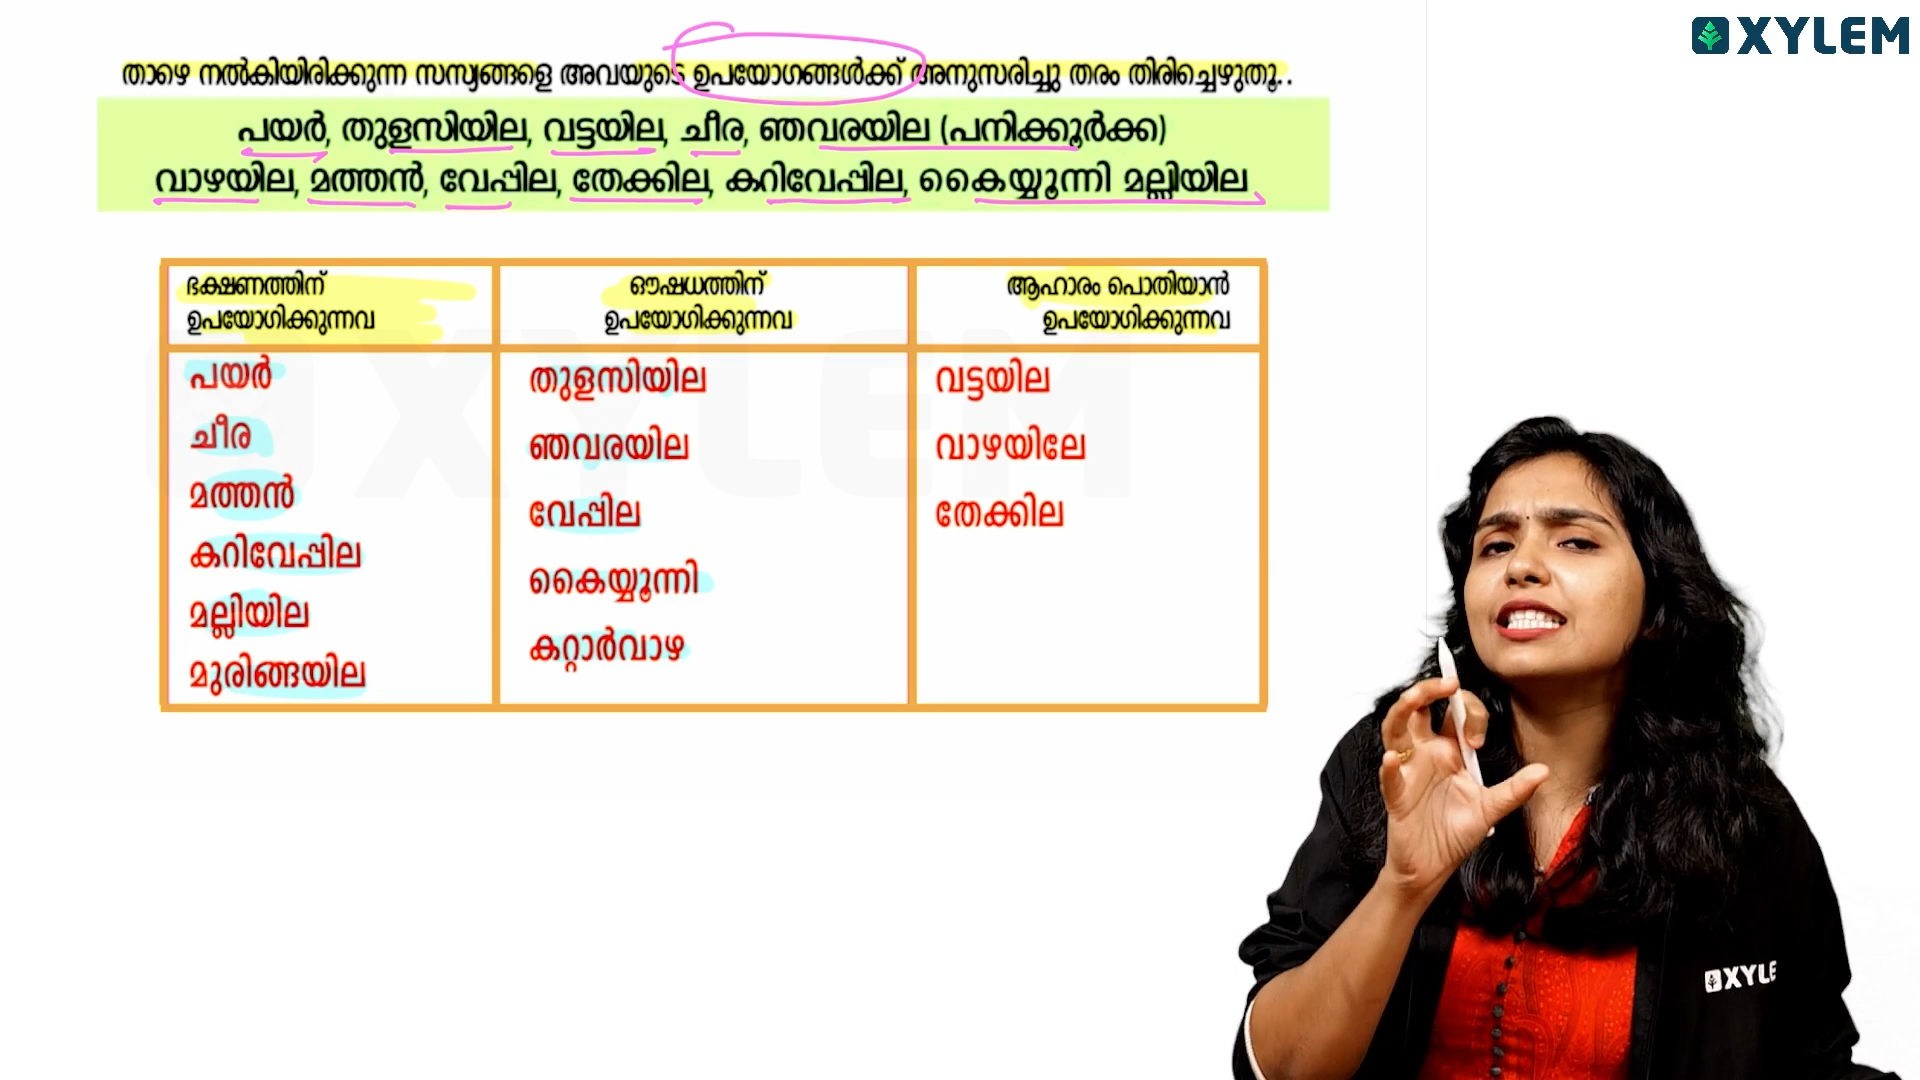 XYLEM
താഴെ നൽകിയിരിക്കുന്ന സസ്യങ്ങളെ അവയുടെ ഉപയോഗങ്ങൾക്ക് അനുസരിച്ചു തരം തിരിച്ചെഴുതൂ..
പയർ, തുളസിയില, വട്ടയില, ചീര, ഞവരയില (പനിക്കൂർക്ക)
വാഴയില, മത്തൻ, വേപ്പില, തേക്കില, കറിവേപ്പില, കൈയ്യൂന്നി മല്ലിയില
ഭക്ഷണത്തിന്
ഉപയോഗിക്കുന്നവ
ഔഷധത്തിന്
ഉപയോഗിക്കുന്നവ
ആഹാരം പൊതിയാൻ
ഉപയോഗിക്കുന്നവ
പയർ
ചീര
മത്തൻ
കറിവേപ്പില
മല്ലിയില
മുരിങ്ങയില
തുളസിയില
ഞവരയില
വേപ്പില
കൈയ്യൂന്നി
കറ്റാർവാഴ
വട്ടയില
വാഴയിലേ
തേക്കില
XYLEM
XYLE